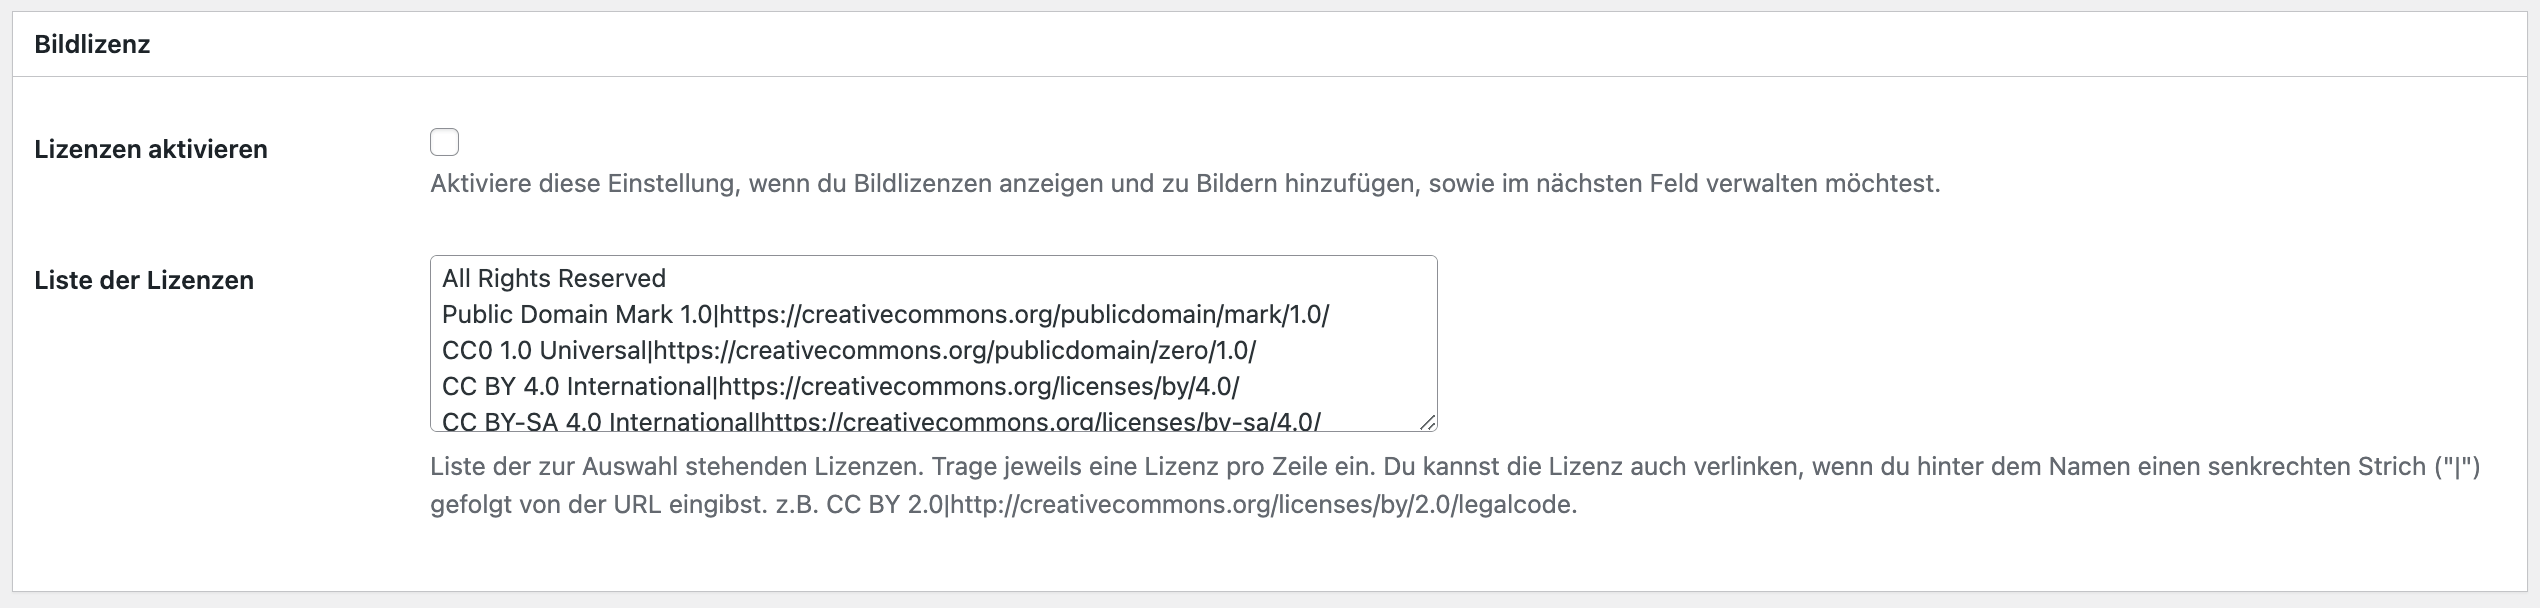 Bildlizenz
Lizenzen aktivieren
Aktiviere diese Einstellung, wenn du Bildlizenzen anzeigen und zu Bildern hinzufügen, sowie im nächsten Feld verwalten möchtest.
Liste der Lizenzen
All Rights Reserved
Public Domain Mark 1.0|https://creativecommons.org/publicdomain/mark/1.0/
CC0 1.0 Universal|https://creativecommons.org/publicdomain/zero/1.0/
CC BY 4.0 International|https://creativecommons.org/licenses/by/4.0/
CC BY-SA 4.0 International|https://creativecommons.org/licenses/by-sa/4.0/
Liste der zur Auswahl stehenden Lizenzen. Trage jeweils eine Lizenz pro Zeile ein. Du kannst die Lizenz auch verlinken, wenn du hinter dem Namen einen senkrechten Strich ("|")
gefolgt von der URL eingibst. z.B. CC BY 2.0|http://creativecommons.org/licenses/by/2.0/legalcode.